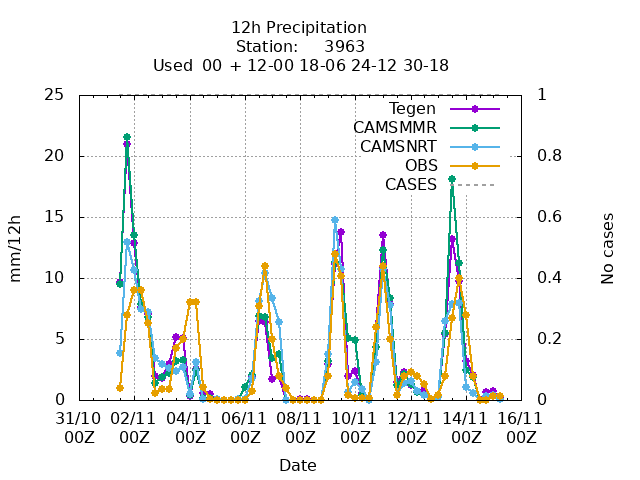 12h Precipitation
Station: 3963
Used 00 + 12-00 18-06 24-12 30-18
25 1
Tegen
CAMSMMR
CAMSNRT
OBS
CASES
20 0.8
15 0.6
10 0.4
5 0.2
0 0
mm/12h
No cases
31/10 02/11 04/11 06/11 08/11 10/11 12/11 14/11 16/11
00Z 00Z 00Z 00Z 00Z 00Z 00Z 00Z 00Z
Date